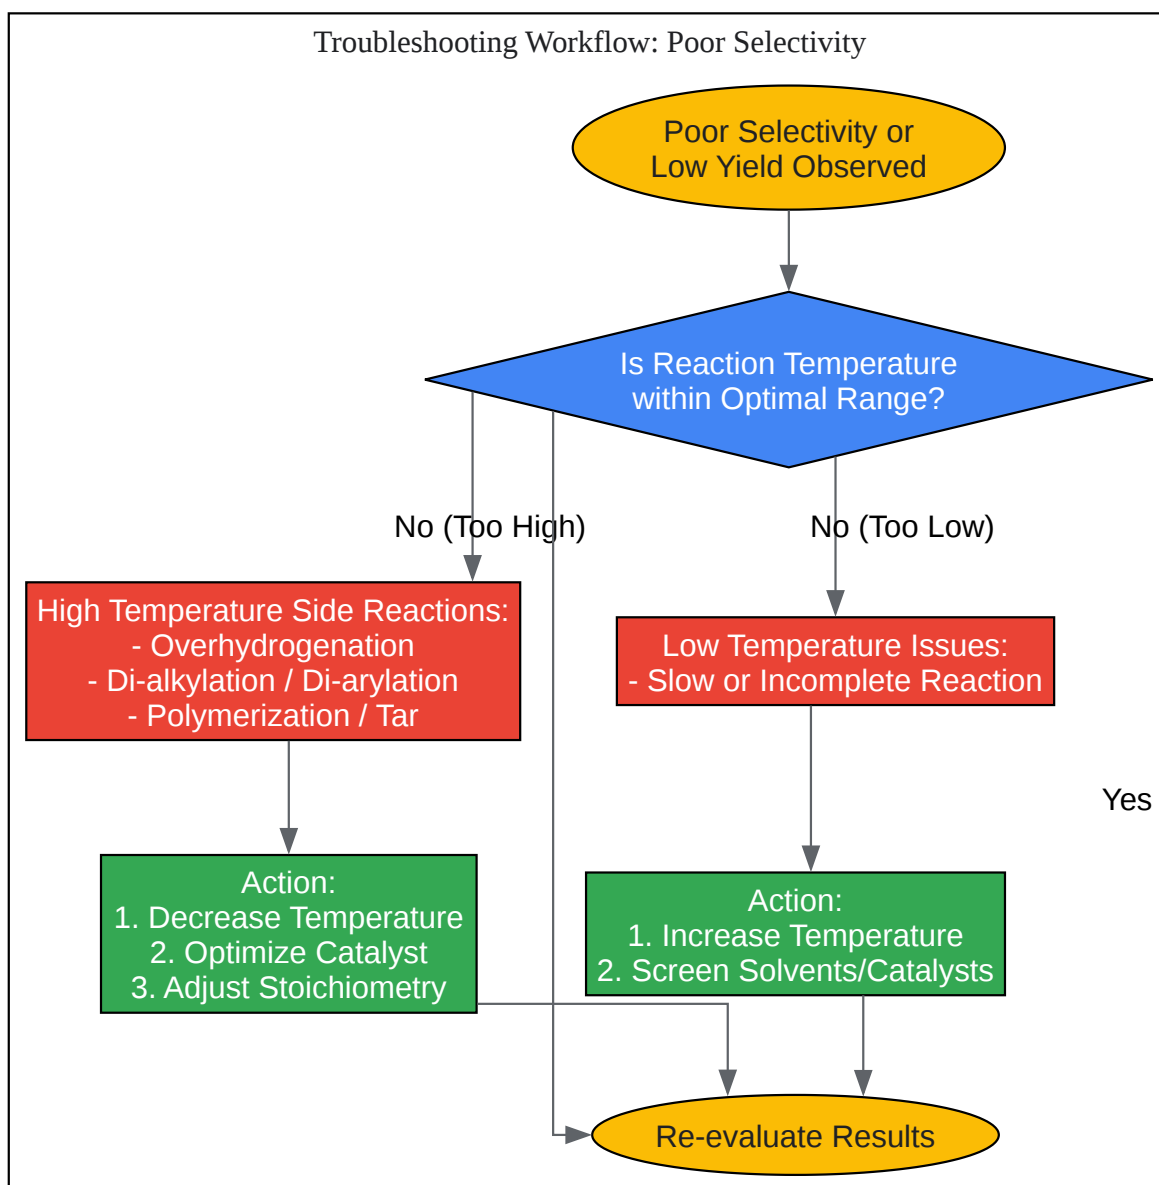 Troubleshooting Workflow: Poor Selectivity
Poor Selectivity or
Low Yield Observed
Is Reaction Temperature
within Optimal Range?
No (Too High)
No (Too Low)
High Temperature Side Reactions:
- Overhydrogenation
- Di-alkylation / Di-arylation
- Polymerization / Tar
Low Temperature Issues:
- Slow or Incomplete Reaction
Yes
Action:
1. Decrease Temperature
2. Optimize Catalyst
3. Adjust Stoichiometry
Action:
1. Increase Temperature
2. Screen Solvents/Catalysts
Re-evaluate Results